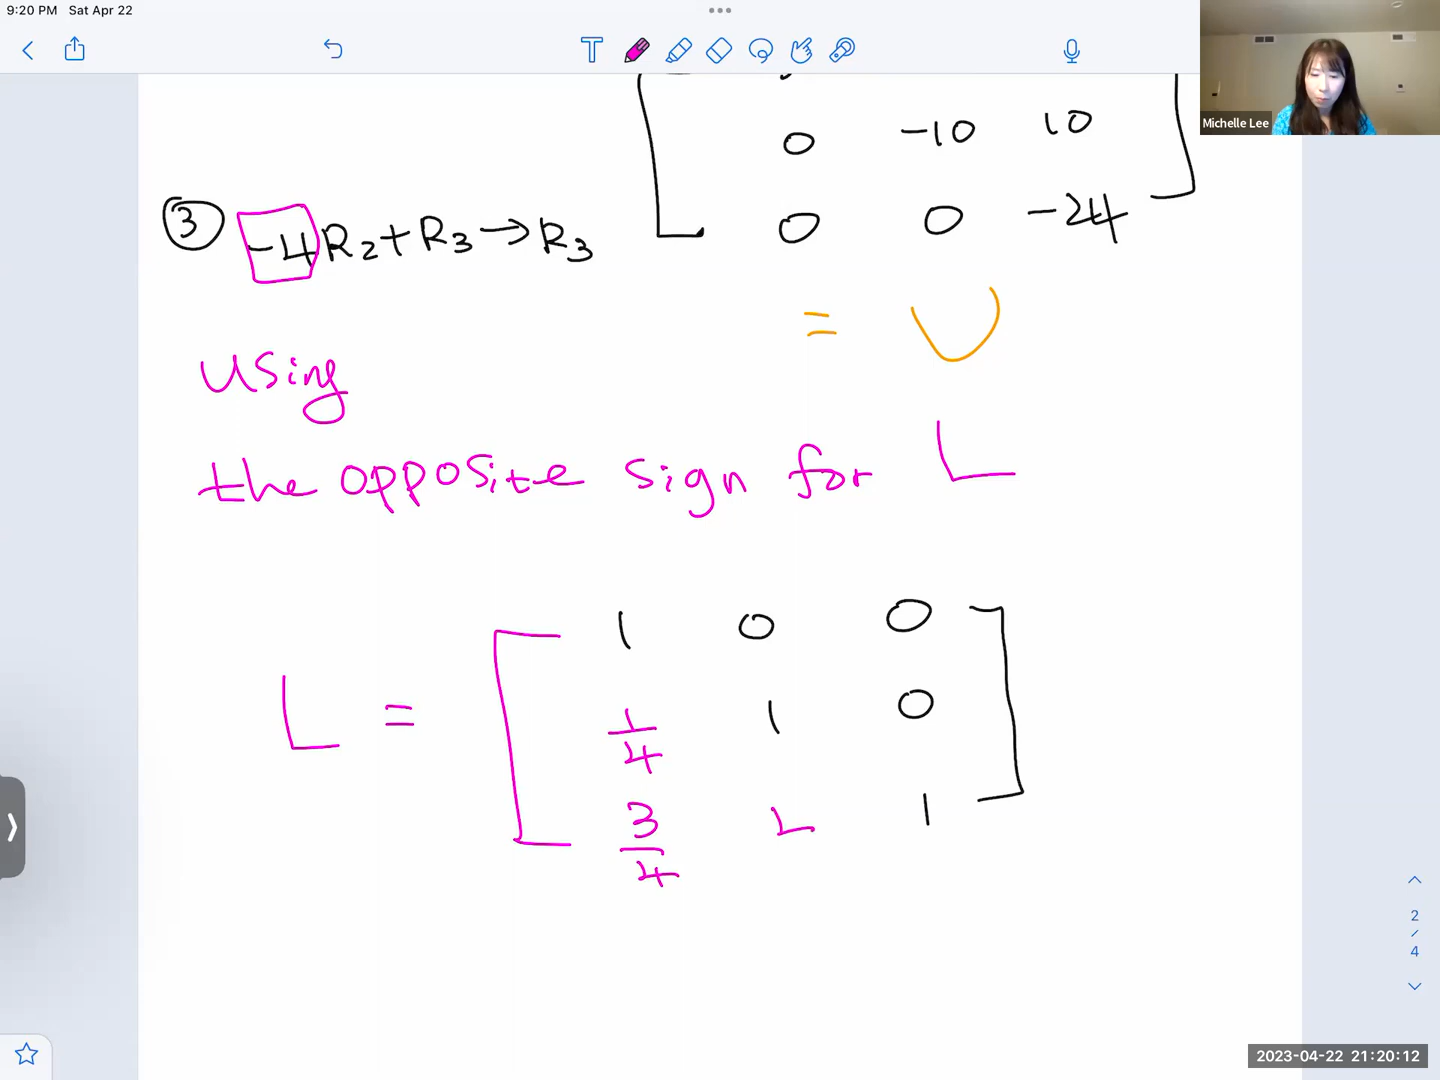 9:20 PM Sat Apr 22
Michelle Lee
0 -10 10
0 0 -24
③ -4R₂+R₃→R₃
= U
Using
the opposite sign for L
1 0 0
L = 1/4 1 0
3/4 1
2
/
4
2023-04-22 21:20:12